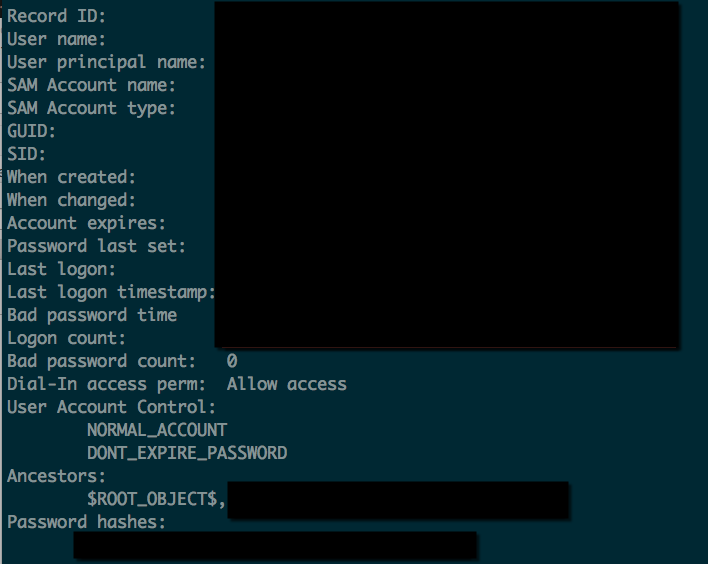 Record ID:
User name:
User principal name:
SAM Account name:
SAM Account type:
GUID:
SID:
When created:
When changed:
Account expires:
Password last set:
Last logon:
Last logon timestamp:
Bad password time
Logon count:
Bad password count: 0
Dial-In access perm: Allow access
User Account Control:
NORMAL_ACCOUNT
DONT_EXPIRE_PASSWORD
Ancestors:
$ROOT_OBJECT$,
Password hashes: